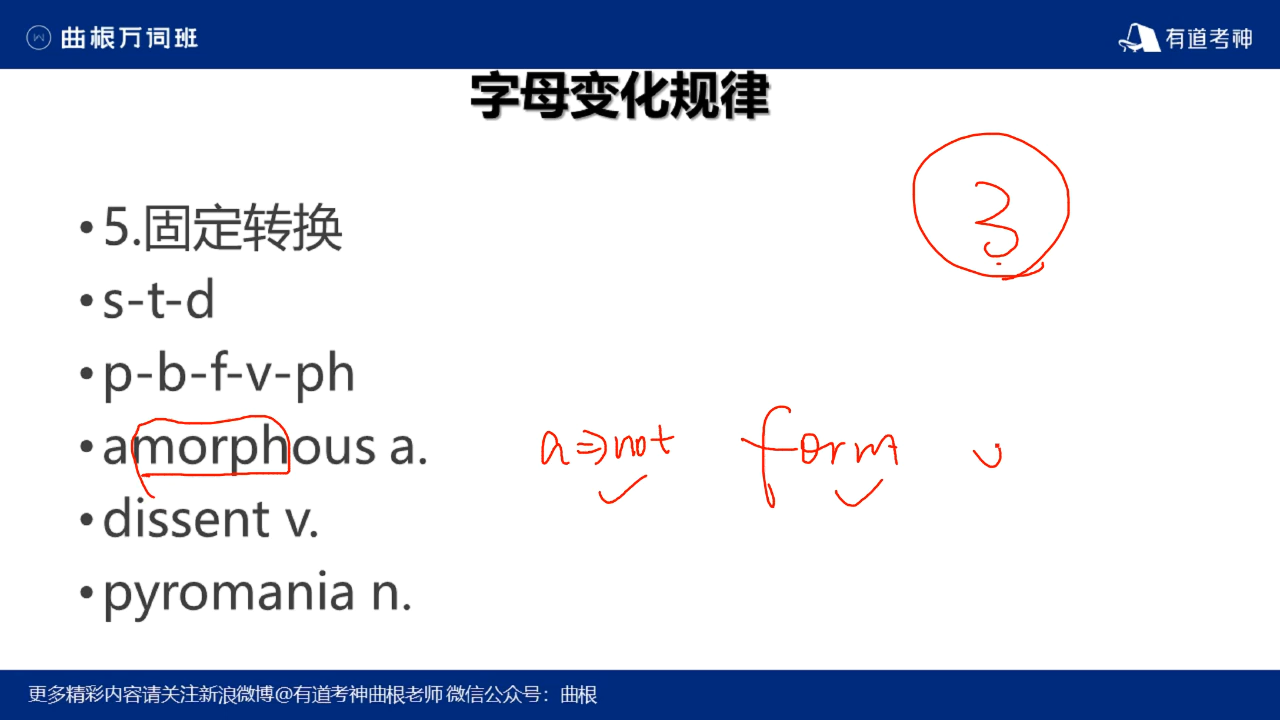 曲根万词班
有道考神
字母变化规律
3
• 5.固定转换
• s-t-d
• p-b-f-v-ph
• amorphous a. a⇒not form
• dissent v.
• pyromania n.
更多精彩内容请关注新浪微博@有道考神曲根老师 微信公众号：曲根